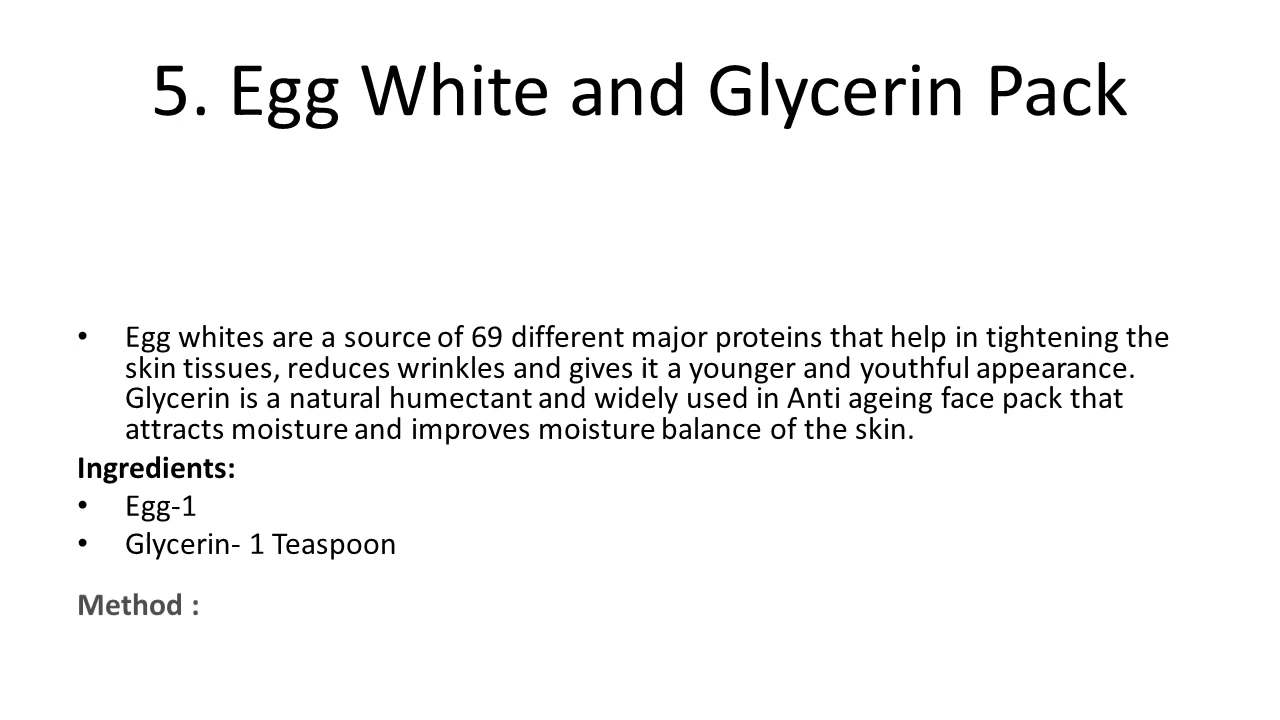 5. Egg White and Glycerin Pack
• Egg whites are a source of 69 different major proteins that help in tightening the
skin tissues, reduces wrinkles and gives it a younger and youthful appearance.
Glycerin is a natural humectant and widely used in Anti ageing face pack that
attracts moisture and improves moisture balance of the skin.
Ingredients:
• Egg-1
• Glycerin- 1 Teaspoon
Method :